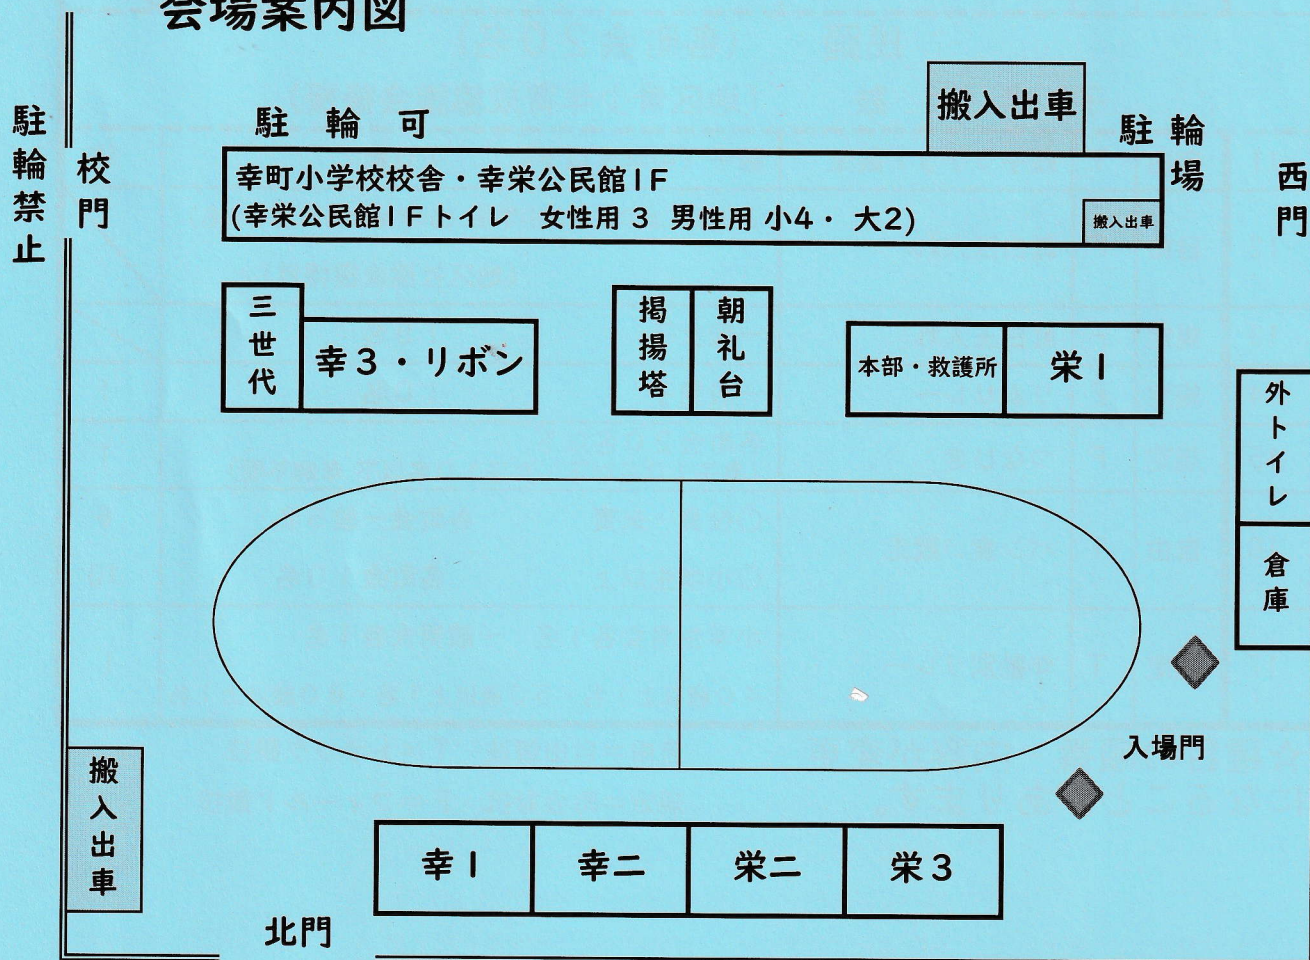 会場案内図
駐輪禁止
校門
駐輪可
搬入出車
駐輪場
西門
幸町小学校校舎・幸栄公民館1F
(幸栄公民館1Fトイレ 女性用3 男性用 小4・ 大2)
搬入出車
三世代
幸3・リボン
掲揚塔
朝礼台
本部・救護所
栄1
外トイレ
倉庫
入場門
搬入出車
幸1
幸二
栄二
栄3
北門